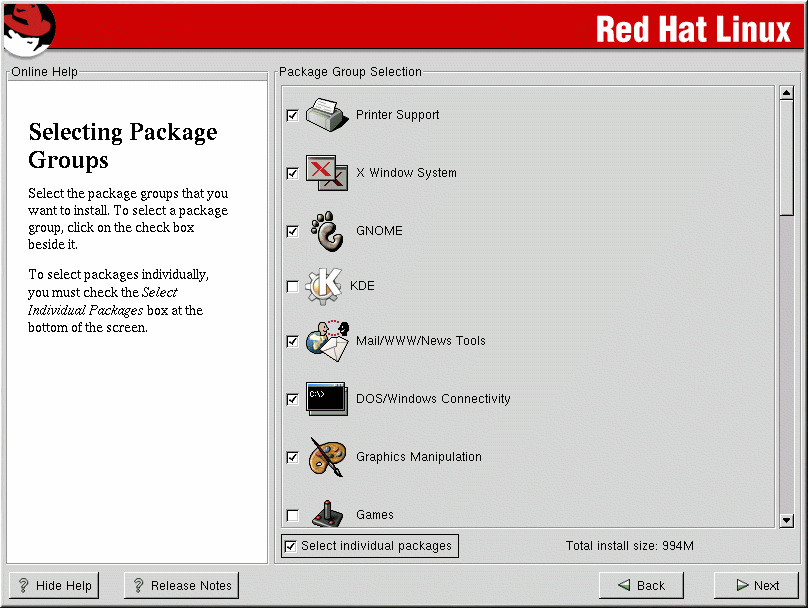 Red Hat Linux
Online Help
Selecting Package
Groups
Select the package groups that you
want to install. To select a package
group, click on the check box
beside it.
To select packages individually,
you must check the Select
Individual Packages box at the
bottom of the screen.
Package Group Selection
Printer Support
X Window System
GNOME
K
KDE
Mail/WWW/News Tools
C:\>
DOS/Windows Connectivity
Graphics Manipulation
Games
Select individual packages
Total install size: 994M
? Hide Help
? Release Notes
Back
Next